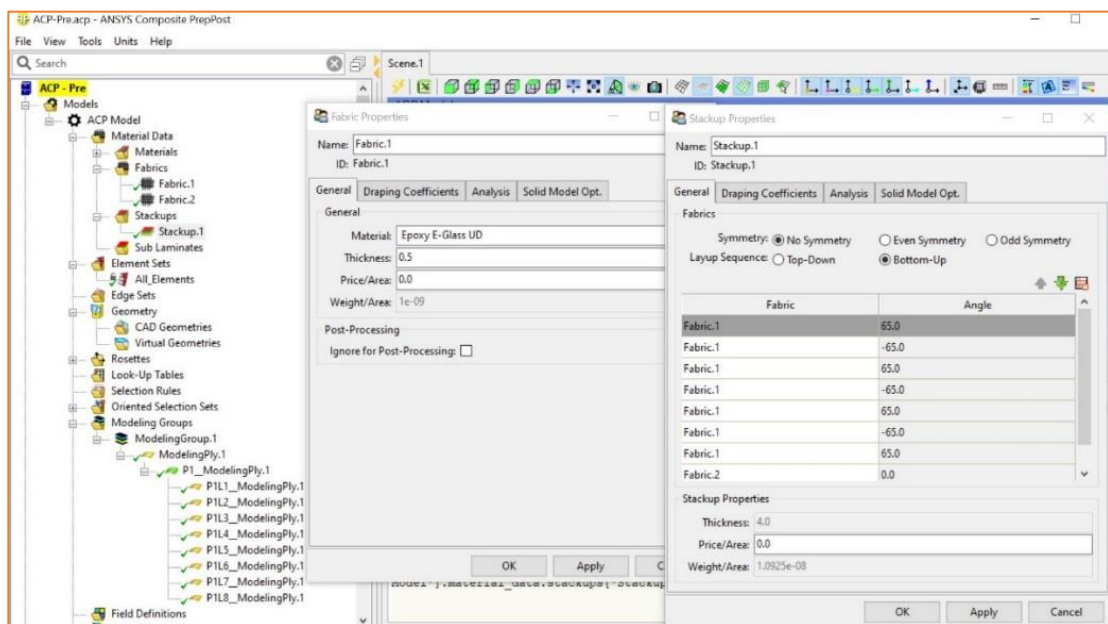 ACP-Pre.acp - ANSYS Composite PrepPost
File View Tools Units Help
Search
ACP - Pre
Models
ACP Model
Material Data
Materials
Fabrics
Fabric.1
Fabric.2
Stackups
Stackup.1
Sub Laminates
Element Sets
All_Elements
Edge Sets
Geometry
CAD Geometries
Virtual Geometries
Rosettes
Look-Up Tables
Selection Rules
Oriented Selection Sets
Modeling Groups
ModelingGroup.1
ModelingPly.1
P1__ModelingPly.1
P1L1__ModelingPly.1
P1L2__ModelingPly.1
P1L3__ModelingPly.1
P1L4__ModelingPly.1
P1L5__ModelingPly.1
P1L6__ModelingPly.1
P1L7__ModelingPly.1
P1L8__ModelingPly.1
Field Definitions
Scene.1
Fabric Properties
Name: Fabric.1
ID: Fabric.1
General Draping Coefficients Analysis Solid Model Opt.
General
Material: Epoxy E-Glass UD
Thickness: 0.5
Price/Area: 0.0
Weight/Area: 1e-09
Post-Processing
Ignore for Post-Processing:
OK Apply C
Stackup Properties
Name: Stackup.1
ID: Stackup.1
General Draping Coefficients Analysis Solid Model Opt.
Fabrics
Symmetry: No Symmetry Even Symmetry Odd Symmetry
Layup Sequence: Top-Down Bottom-Up
Fabric Angle
Fabric.1 65.0
Fabric.1 -65.0
Fabric.1 65.0
Fabric.1 -65.0
Fabric.1 65.0
Fabric.1 -65.0
Fabric.1 65.0
Fabric.2 0.0
Stackup Properties
Thickness: 4.0
Price/Area: 0.0
Weight/Area: 1.0925e-08
OK Apply Cancel